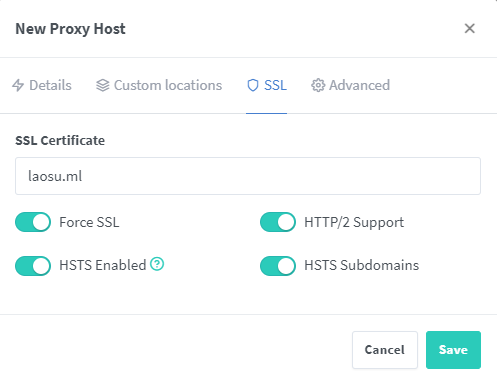 New Proxy Host
Details Custom locations SSL Advanced
SSL Certificate
laosu.ml
Force SSL HTTP/2 Support
HSTS Enabled HSTS Subdomains
Cancel Save